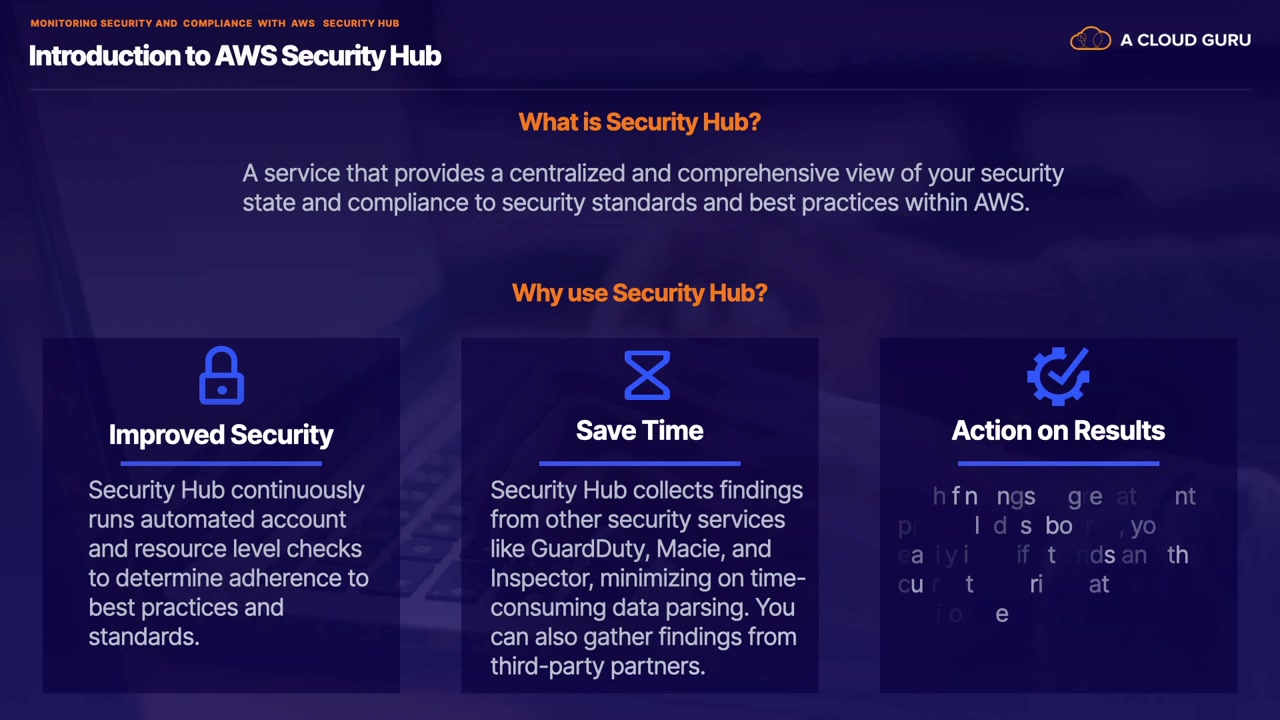 MONITORING SECURITY AND COMPLIANCE WITH AWS SECURITY HUB
Introduction to AWS Security Hub
A CLOUD GURU
What is Security Hub?
A service that provides a centralized and comprehensive view of your security
state and compliance to security standards and best practices within AWS.
Why use Security Hub?
Improved Security
Security Hub continuously
runs automated account
and resource level checks
to determine adherence to
best practices and
standards.
Save Time
Security Hub collects findings
from other security services
like GuardDuty, Macie, and
Inspector, minimizing on time-
consuming data parsing. You
can also gather findings from
third-party partners.
Action on Results